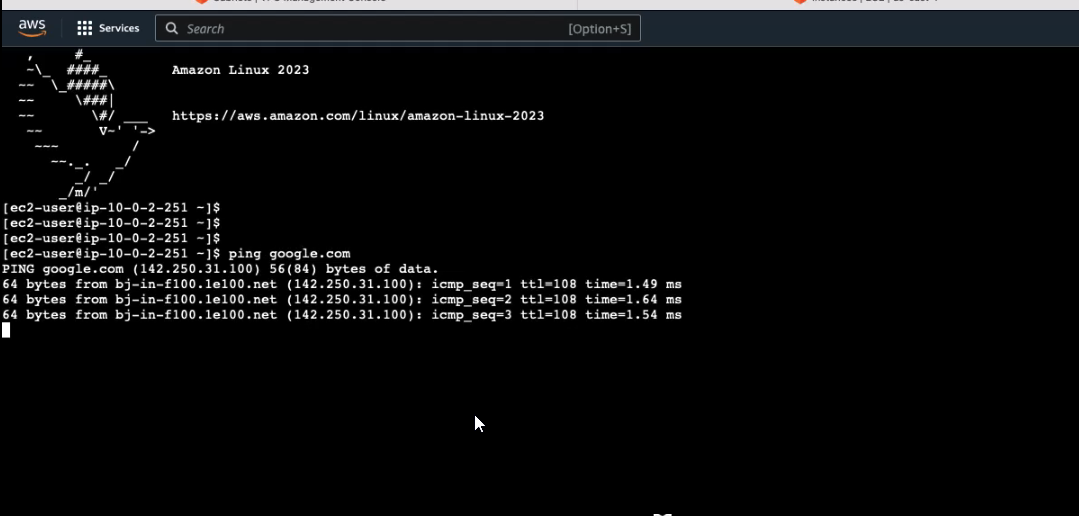 aws
Services
Search
[Option+S]
   ,     #_
   ~\_  ####_        Amazon Linux 2023
  ~~  \_#####\
  ~~     \###|
  ~~       \#/ ___   https://aws.amazon.com/linux/amazon-linux-2023
   ~~       V~' '->
    ~~~         /
      ~~._.   _/
         _/ _/
       _/m/'
[ec2-user@ip-10-0-2-251 ~]$
[ec2-user@ip-10-0-2-251 ~]$
[ec2-user@ip-10-0-2-251 ~]$
[ec2-user@ip-10-0-2-251 ~]$ ping google.com
PING google.com (142.250.31.100) 56(84) bytes of data.
64 bytes from bj-in-f100.1e100.net (142.250.31.100): icmp_seq=1 ttl=108 time=1.49 ms
64 bytes from bj-in-f100.1e100.net (142.250.31.100): icmp_seq=2 ttl=108 time=1.64 ms
64 bytes from bj-in-f100.1e100.net (142.250.31.100): icmp_seq=3 ttl=108 time=1.54 ms